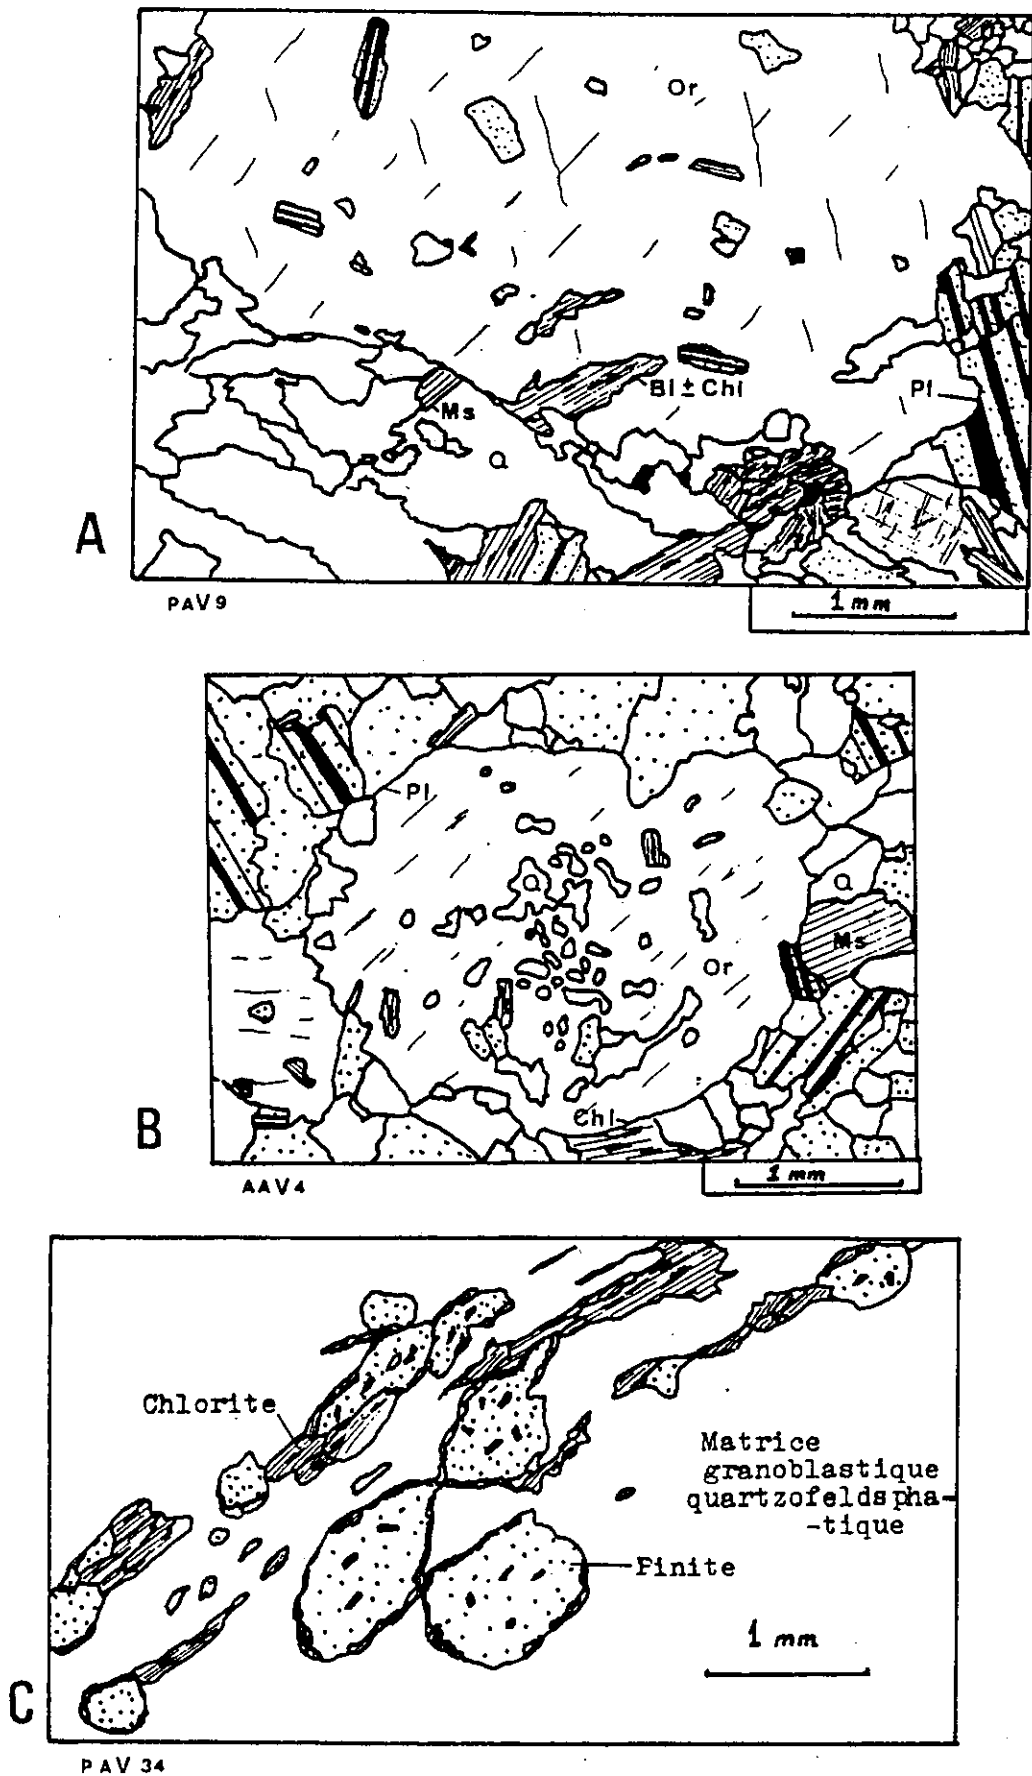 Or
Bi ± Chl
Pl
Ms
Q
A
PAV9
1 mm
Pl
Q
Q
Ms
Or
Chl
B
AAV4
1 mm
Chlorite
Matrice
granoblastique
quartzofeldspha-
-tique
Pinite
1 mm
C
PAV 34